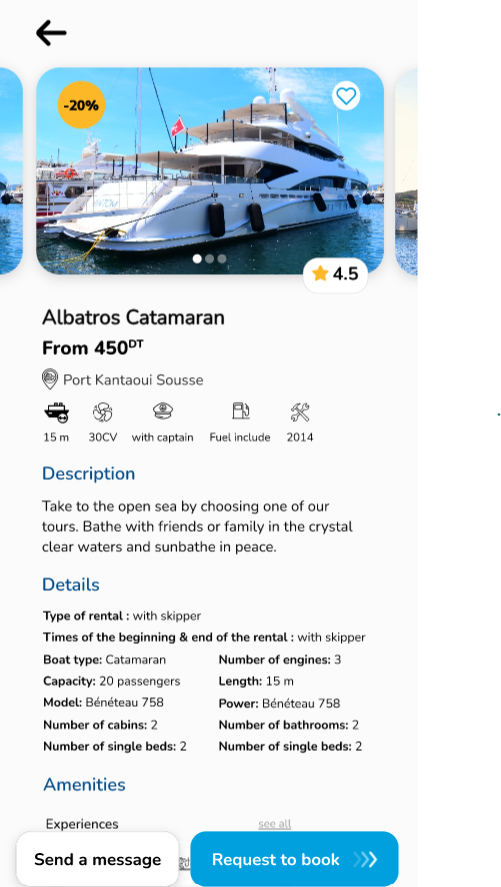 -20%
4.5
Albatros Catamaran
From 450DT
Port Kantaoui Sousse
15 m 30CV with captain Fuel include 2014
Description
Take to the open sea by choosing one of our
tours. Bathe with friends or family in the crystal
clear waters and sunbathe in peace.
Details
Type of rental : with skipper
Times of the beginning & end of the rental : with skipper
Boat type: Catamaran Number of engines: 3
Capacity: 20 passengers Length: 15 m
Model: Bénéteau 758 Power: Bénéteau 758
Number of cabins: 2 Number of bathrooms: 2
Number of single beds: 2 Number of single beds: 2
Amenities
Experiences see all
Send a message Request to book